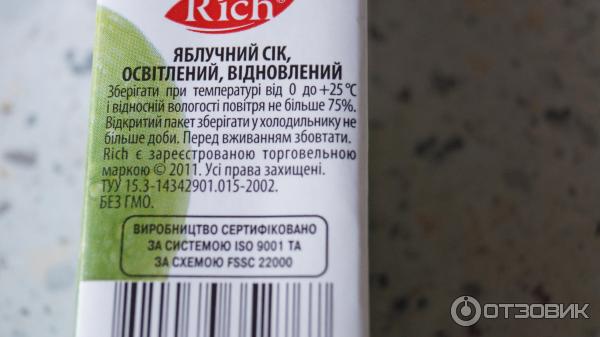 Rich
ЯБЛУЧНИЙ СІК,
ОСВІТЛЕНИЙ, ВІДНОВЛЕНИЙ
Зберігати при температурі від 0 до +25 °С
і відносній вологості повітря не більше 75%.
Відкритий пакет зберігати у холодильнику не
більше доби. Перед вживанням збовтати.
Rich є зареєстрованою торговельною
маркою © 2011. Усі права захищені.
ТУУ 15.3-14342901.015-2002.
БЕЗ ГМО.
ВИРОБНИЦТВО СЕРТИФІКОВАНО
ЗА СИСТЕМОЮ ISO 9001 ТА
ЗА СХЕМОЮ FSSC 22000
ОТЗОВИК